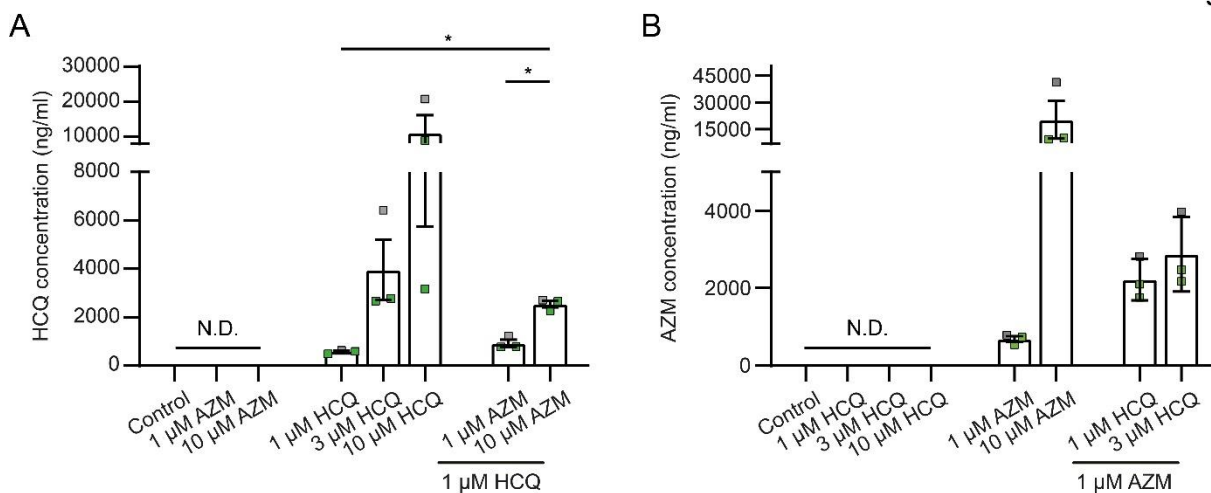 A
HCQ concentration (ng/ml)
30000
20000
10000
8000
6000
4000
2000
0
N.D.
*
*
Control
1 µM AZM
10 µM AZM
1 µM HCQ
3 µM HCQ
10 µM HCQ
1 µM AZM
10 µM AZM
1 µM HCQ
B
AZM concentration (ng/ml)
45000
30000
15000
4000
2000
0
N.D.
Control
1 µM HCQ
3 µM HCQ
10 µM HCQ
1 µM AZM
10 µM AZM
1 µM HCQ
3 µM HCQ
1 µM AZM